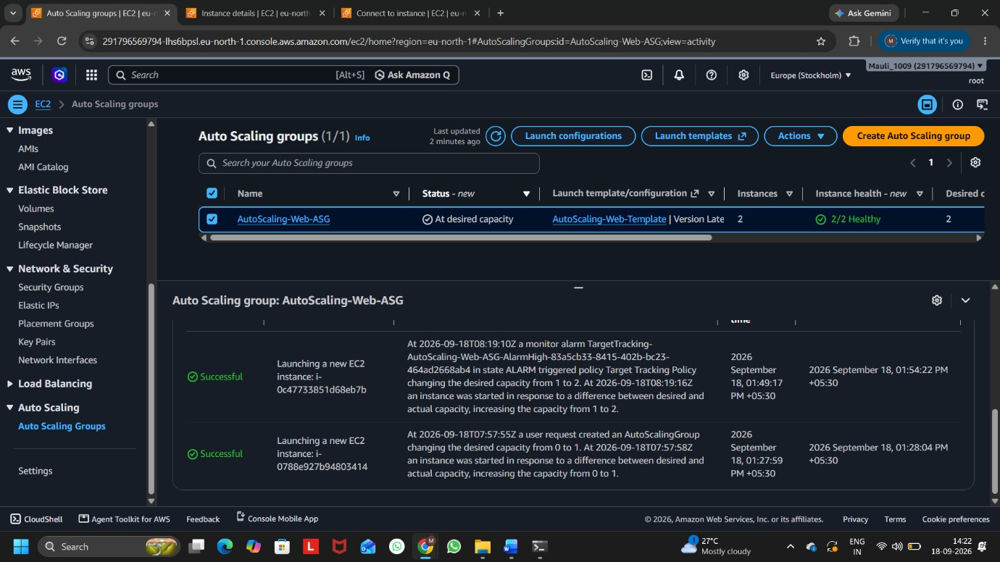 Auto Scaling groups | EC2 | eu-n
Instance details | EC2 | eu-north
Connect to instance | EC2 | eu-n
Ask Gemini
291796569794-lhs6bpsl.eu-north-1.console.aws.amazon.com/ec2/home?region=eu-north-1#AutoScalingGroups:id=AutoScaling-Web-ASG;view=activity
M
Verify that it's you
aws
Search
[Alt+S]
Ask Amazon Q
Europe (Stockholm)
Mauli_1009 (291796569794)
root
EC2
Auto Scaling groups
Images
AMIs
AMI Catalog
Elastic Block Store
Volumes
Snapshots
Lifecycle Manager
Network & Security
Security Groups
Elastic IPs
Placement Groups
Key Pairs
Network Interfaces
Load Balancing
Auto Scaling
Auto Scaling Groups
Settings
Auto Scaling groups (1/1) Info
Last updated
2 minutes ago
Launch configurations
Launch templates
Actions
Create Auto Scaling group
Search your Auto Scaling groups
1
Name
Status - new
Launch template/configuration
Instances
Instance health - new
Desired c
AutoScaling-Web-ASG
At desired capacity
AutoScaling-Web-Template | Version Late
2
2/2 Healthy
2
Auto Scaling group: AutoScaling-Web-ASG
time
Successful
Launching a new EC2
instance: i-
0c47733851d68eb7b
At 2026-09-18T08:19:10Z a monitor alarm TargetTracking-
AutoScaling-Web-ASG-AlarmHigh-83a5cb33-8415-402b-bc23-
464ad2668ab4 in state ALARM triggered policy Target Tracking Policy
changing the desired capacity from 1 to 2. At 2026-09-18T08:19:16Z
an instance was started in response to a difference between desired and
actual capacity, increasing the capacity from 1 to 2.
2026
September
18, 01:49:17
PM +05:30
2026 September 18, 01:54:22 PM
+05:30
Successful
Launching a new EC2
instance: i-
0788e927b94803414
At 2026-09-18T07:57:55Z a user request created an AutoScalingGroup
changing the desired capacity from 0 to 1. At 2026-09-18T07:57:58Z
an instance was started in response to a difference between desired and
actual capacity, increasing the capacity from 0 to 1.
2026
September
18, 01:27:59
PM +05:30
2026 September 18, 01:28:04 PM
+05:30
CloudShell
Agent Toolkit for AWS
Feedback
Console Mobile App
© 2026, Amazon Web Services, Inc. or its affiliates.
Privacy
Terms
Cookie preferences
Search
1
27°C
Mostly cloudy
ENG
IN
14:22
18-09-2026